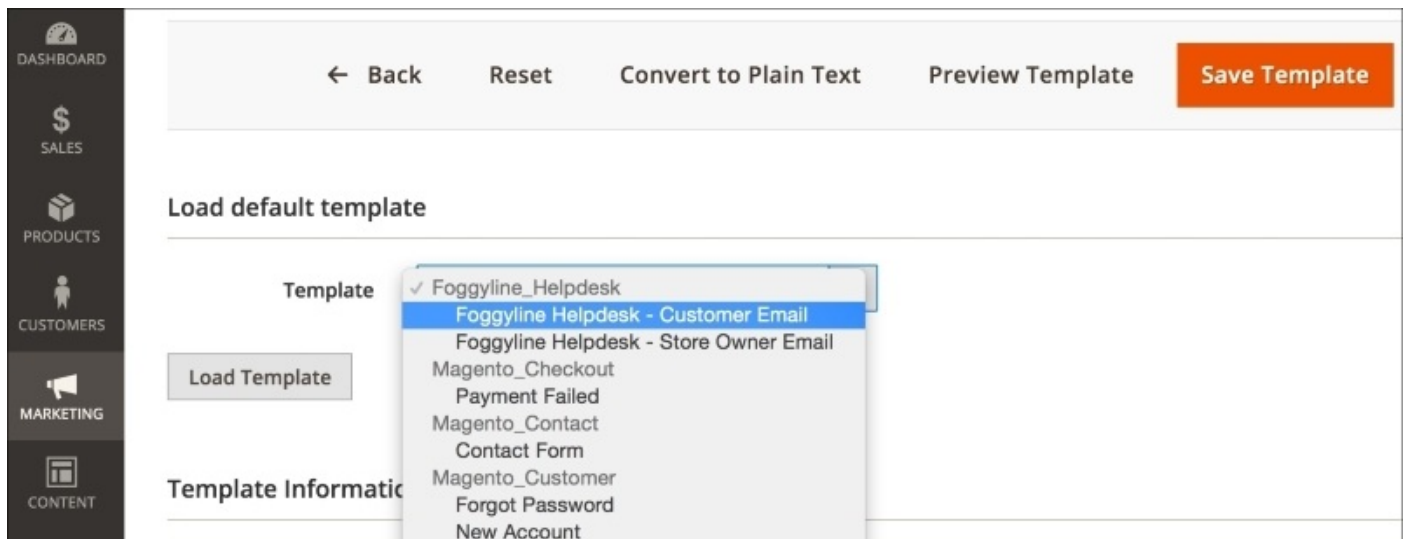 DASHBOARD
← Back Reset Convert to Plain Text Preview Template Save Template
$
SALES
Load default template
PRODUCTS
Template ✓ Foggyline_Helpdesk
Foggyline Helpdesk - Customer Email
Foggyline Helpdesk - Store Owner Email
CUSTOMERS
Magento_Checkout
Load Template
Payment Failed
MARKETING
Magento_Contact
Contact Form
Magento_Customer
Template Informatic
Forgot Password
CONTENT
New Account